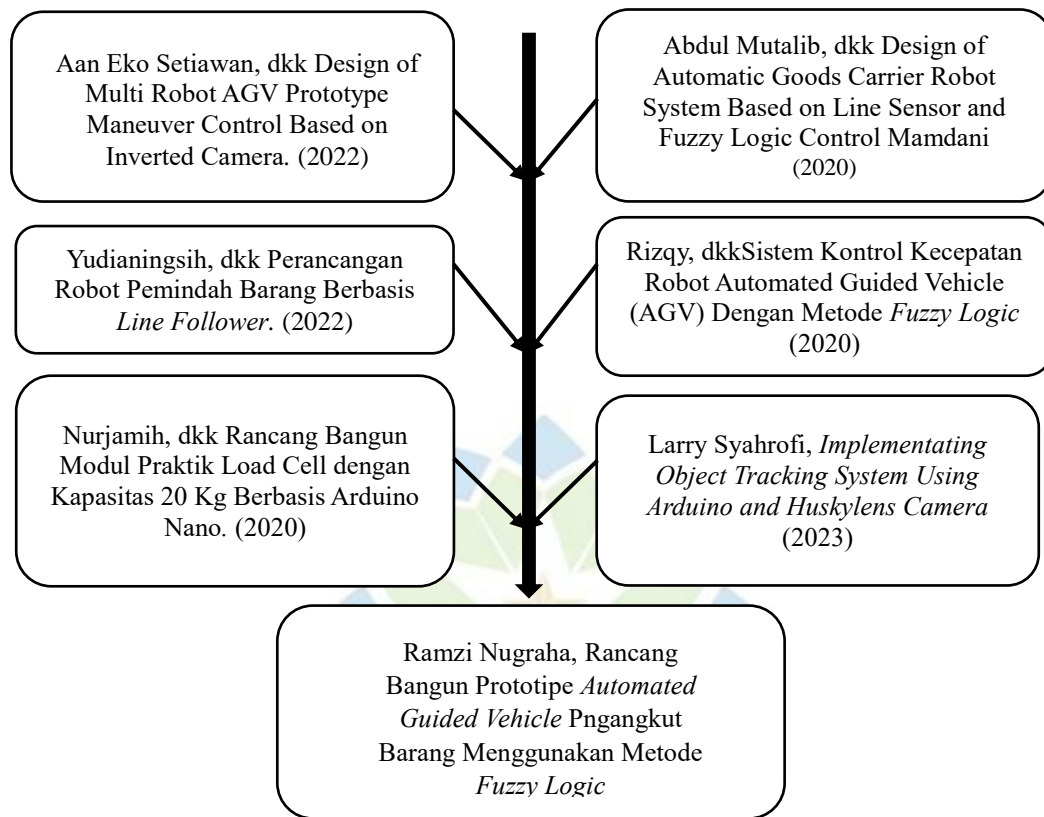 Aan Eko Setiawan, dkk Design of
Multi Robot AGV Prototype
Maneuver Control Based on
Inverted Camera. (2022)
Abdul Mutalib, dkk Design of
Automatic Goods Carrier Robot
System Based on Line Sensor and
Fuzzy Logic Control Mamdani
(2020)
Yudianingsih, dkk Perancangan
Robot Pemindah Barang Berbasis
Line Follower. (2022)
Rizqy, dkkSistem Kontrol Kecepatan
Robot Automated Guided Vehicle
(AGV) Dengan Metode Fuzzy Logic
(2020)
Nurjamih, dkk Rancang Bangun
Modul Praktik Load Cell dengan
Kapasitas 20 Kg Berbasis Arduino
Nano. (2020)
Larry Syahrofi, Implementating
Object Tracking System Using
Arduino and Huskylens Camera
(2023)
Ramzi Nugraha, Rancang
Bangun Prototipe Automated
Guided Vehicle Pngangkut
Barang Menggunakan Metode
Fuzzy Logic